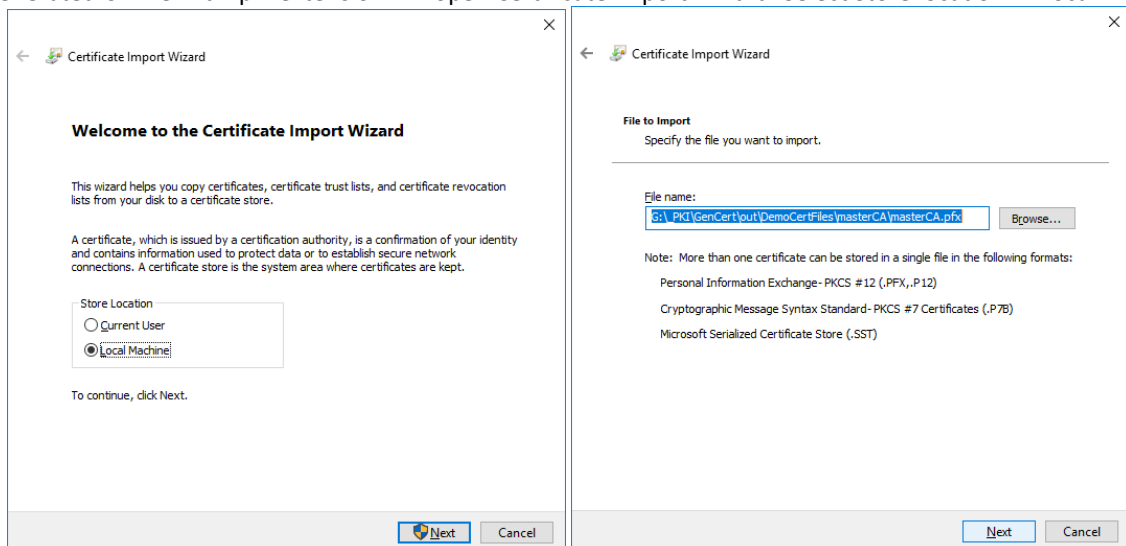 Certificate Import Wizard
Welcome to the Certificate Import Wizard
This wizard helps you copy certificates, certificate trust lists, and certificate revocation
lists from your disk to a certificate store.
A certificate, which is issued by a certification authority, is a confirmation of your identity
and contains information used to protect data or to establish secure network
connections. A certificate store is the system area where certificates are kept.
Store Location
Current User
Local Machine
To continue, click Next.
Next
Cancel
Certificate Import Wizard
File to Import
Specify the file you want to import.
File name:
G:\_PKI\GenCert\out\DemoCertFiles\masterCA\masterCA.pfx
Browse...
Note: More than one certificate can be stored in a single file in the following formats:
Personal Information Exchange- PKCS #12 (.PFX,.P12)
Cryptographic Message Syntax Standard- PKCS #7 Certificates (.P7B)
Microsoft Serialized Certificate Store (.SST)
Next
Cancel